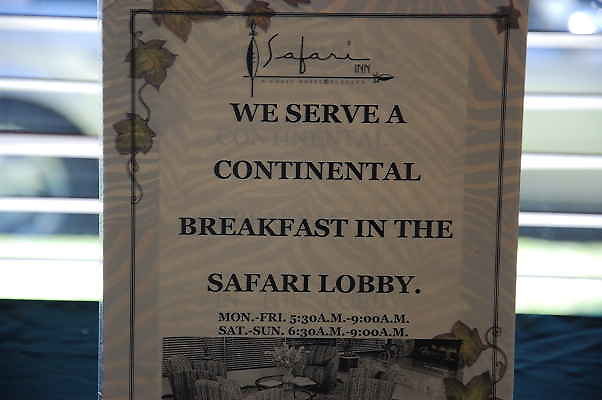 Safari
INN
WE SERVE A
CONTINENTAL
BREAKFAST IN THE
SAFARI LOBBY.
MON.-FRI. 5:30A.M.-9:00A.M.
SAT.-SUN. 6:30A.M.-9:00A.M.